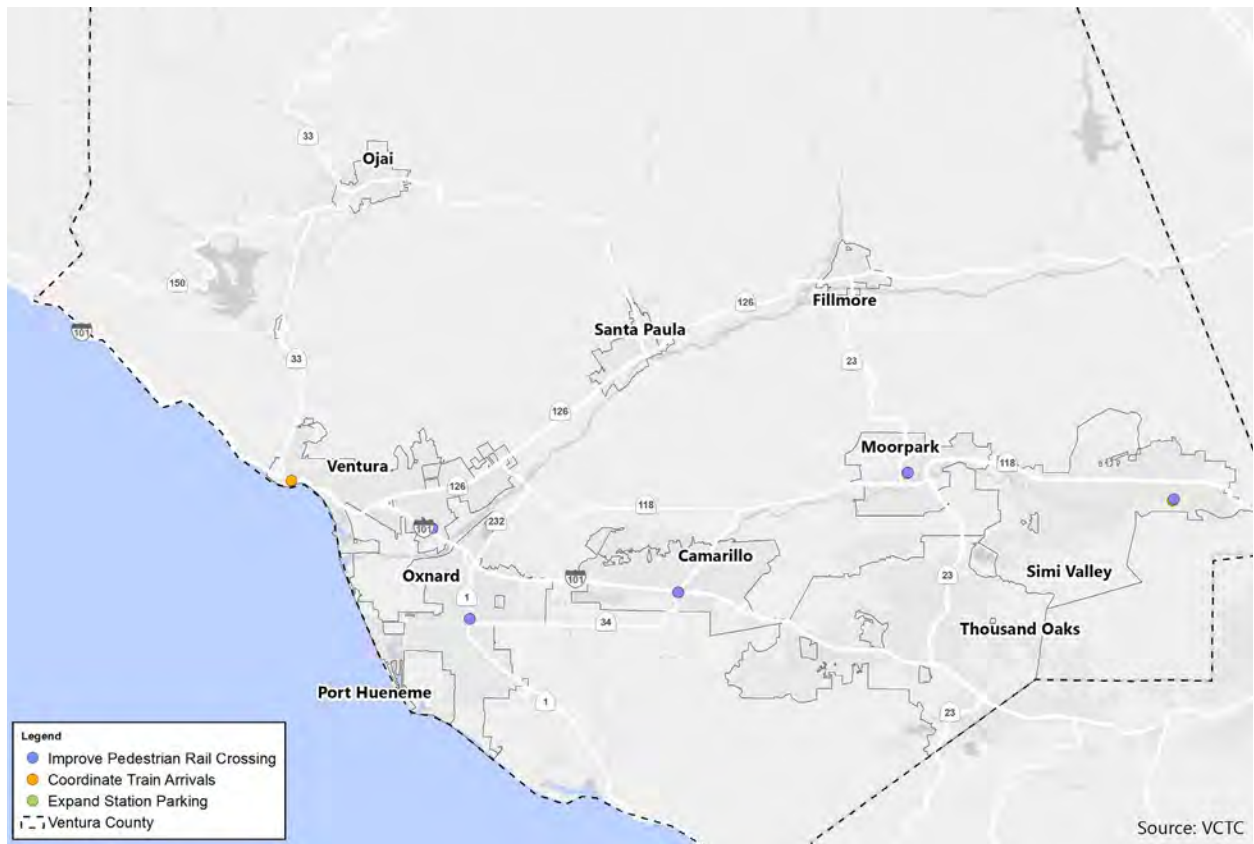 33
Ojai
150
Fillmore
126
101
Santa Paula
33
23
126
Moorpark
Ventura
118
126
118
232
101
Camarillo
Oxnard
101
Simi Valley
23
1
34
Thousand Oaks
Port Hueneme
1
23
Legend
Improve Pedestrian Rail Crossing
Coordinate Train Arrivals
Expand Station Parking
Ventura County
Source: VCTC